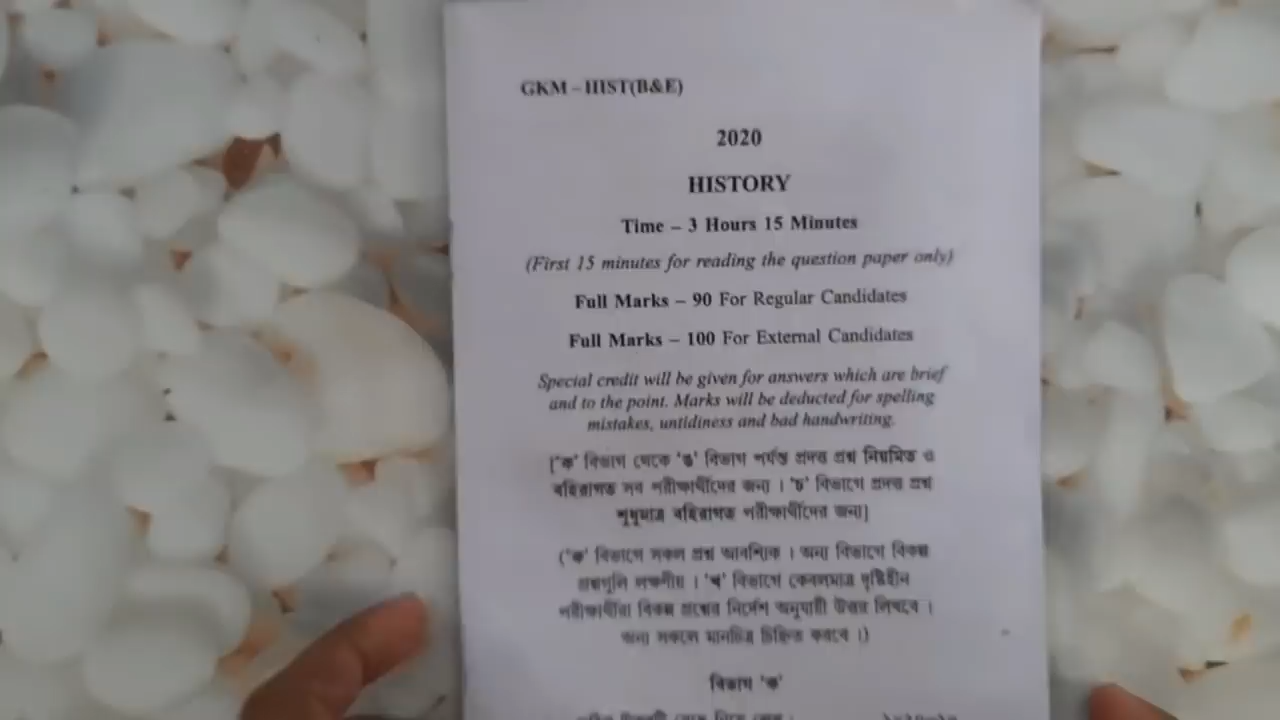 GKM – HIST(B&E)
2020
HISTORY
Time – 3 Hours 15 Minutes
(First 15 minutes for reading the question paper only)
Full Marks – 90 For Regular Candidates
Full Marks – 100 For External Candidates
Special credit will be given for answers which are brief
and to the point. Marks will be deducted for spelling
mistakes, untidiness and bad handwriting.
['ক' বিভাগ থেকে 'ঙ' বিভাগ পর্যন্ত প্রদত্ত প্রশ্ন নিয়মিত ও
বহিরাগত সব পরীক্ষার্থীদের জন্য । 'চ' বিভাগে প্রদত্ত প্রশ্ন
শুধুমাত্র বহিরাগত পরীক্ষার্থীদের জন্য]
('ক' বিভাগে সকল প্রশ্ন আবশ্যিক । অন্য বিভাগে বিকল্প
প্রশ্নগুলি লক্ষণীয় । 'খ' বিভাগে কেবলমাত্র দৃষ্টিহীন
পরীক্ষার্থীরা বিকল্প প্রশ্নের নির্দেশ অনুযায়ী উত্তর লিখবে ।
অন্য সকলে মানচিত্র চিহ্নিত করবে ।)
বিভাগ 'ক'